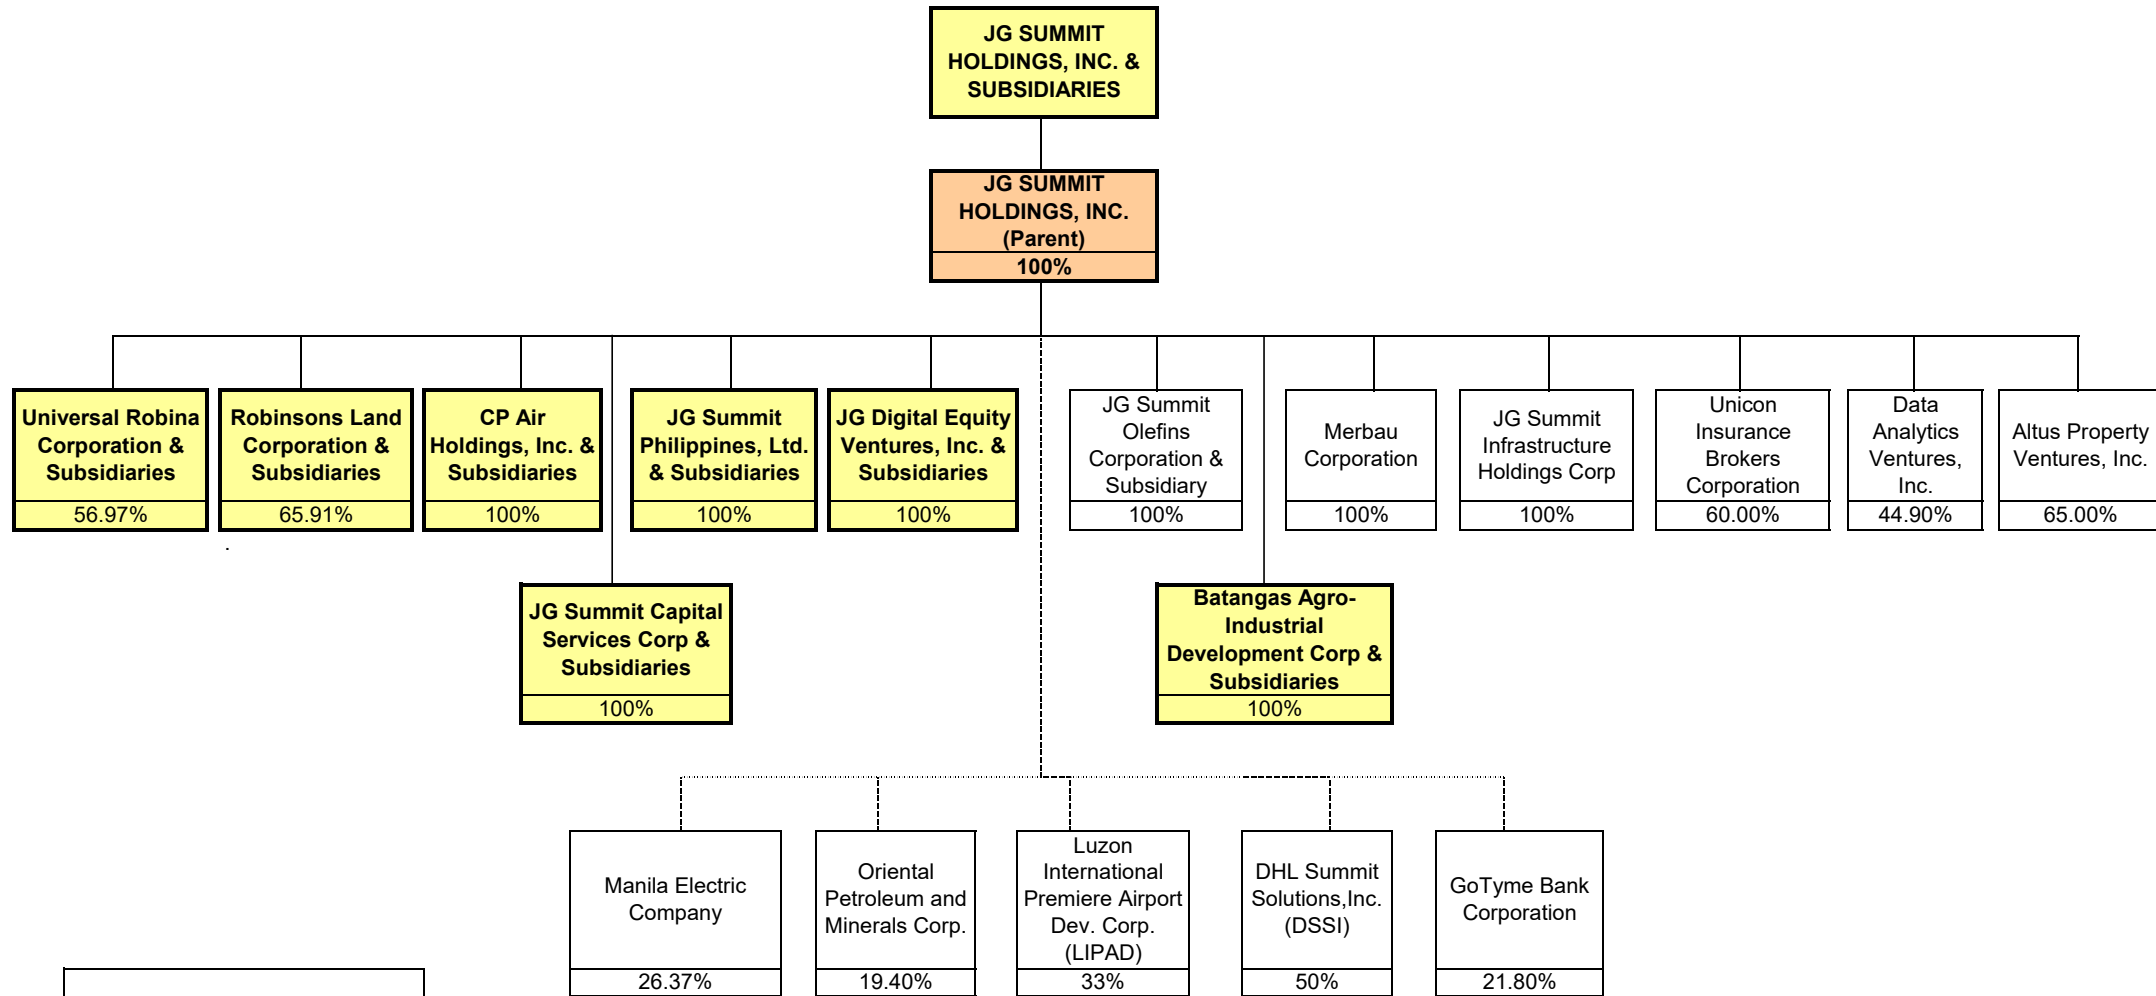 JG SUMMIT
HOLDINGS, INC. &
SUBSIDIARIES
JG SUMMIT
HOLDINGS, INC.
(Parent)
100%
Universal Robina
Corporation &
Subsidiaries
56.97%
Robinsons Land
Corporation &
Subsidiaries
65.91%
CP Air
Holdings, Inc. &
Subsidiaries
100%
JG Summit
Philippines, Ltd.
& Subsidiaries
100%
JG Digital Equity
Ventures, Inc. &
Subsidiaries
100%
JG Summit
Olefins
Corporation &
Subsidiary
100%
Merbau
Corporation
100%
JG Summit
Infrastructure
Holdings Corp
100%
Unicon
Insurance
Brokers
Corporation
60.00%
Data
Analytics
Ventures,
Inc.
44.90%
Altus Property
Ventures, Inc.
65.00%
.
JG Summit Capital
Services Corp &
Subsidiaries
100%
Batangas Agro-
Industrial
Development Corp &
Subsidiaries
100%
Manila Electric
Company
26.37%
Oriental
Petroleum and
Minerals Corp.
19.40%
Luzon
International
Premiere Airport
Dev. Corp.
(LIPAD)
33%
DHL Summit
Solutions,Inc.
(DSSI)
50%
GoTyme Bank
Corporation
21.80%